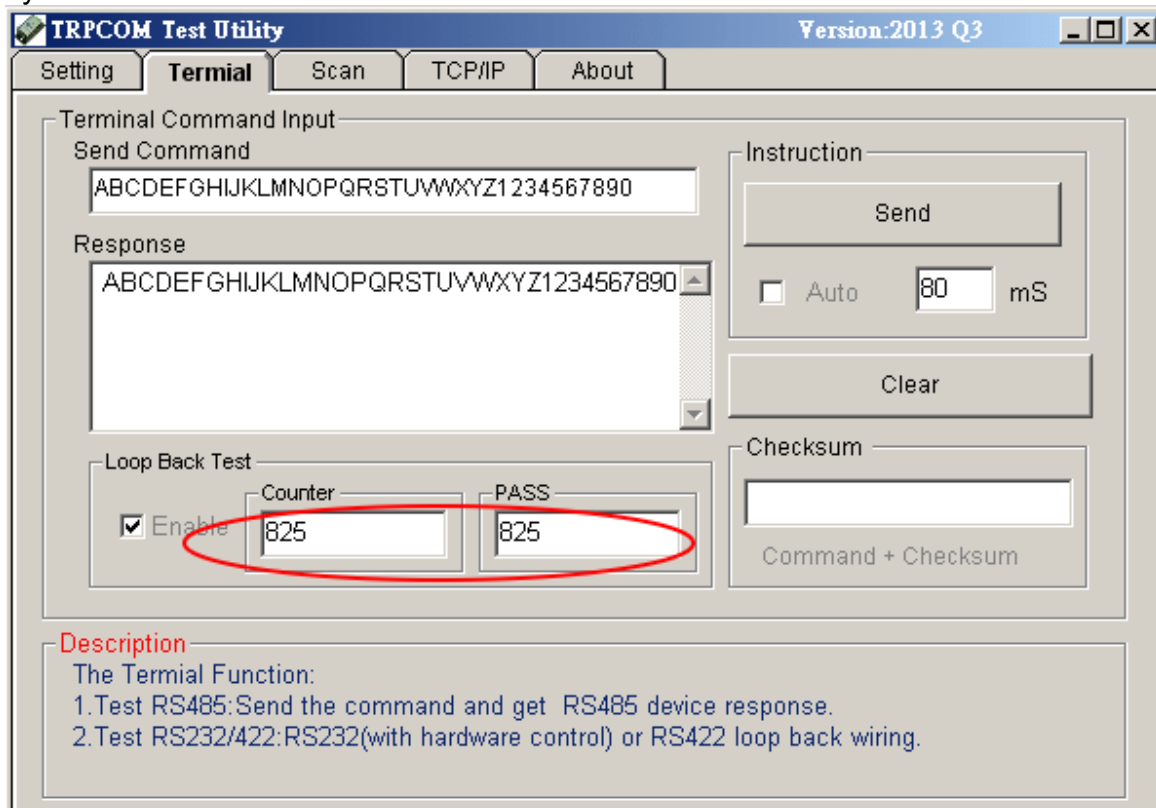 TRPCOM Test Utility Version:2013 Q3
Setting Termial Scan TCP/IP About
Terminal Command Input
Send Command
ABCDEFGHIJKLMNOPQRSTUVWXYZ1234567890
Instruction
Send
Response
ABCDEFGHIJKLMNOPQRSTUVWXYZ1234567890
Auto 80 mS
Clear
Loop Back Test
Enable
Counter
825
PASS
825
Checksum
Command + Checksum
Description
The Termial Function:
1.Test RS485:Send the command and get RS485 device response.
2.Test RS232/422:RS232(with hardware control) or RS422 loop back wiring.